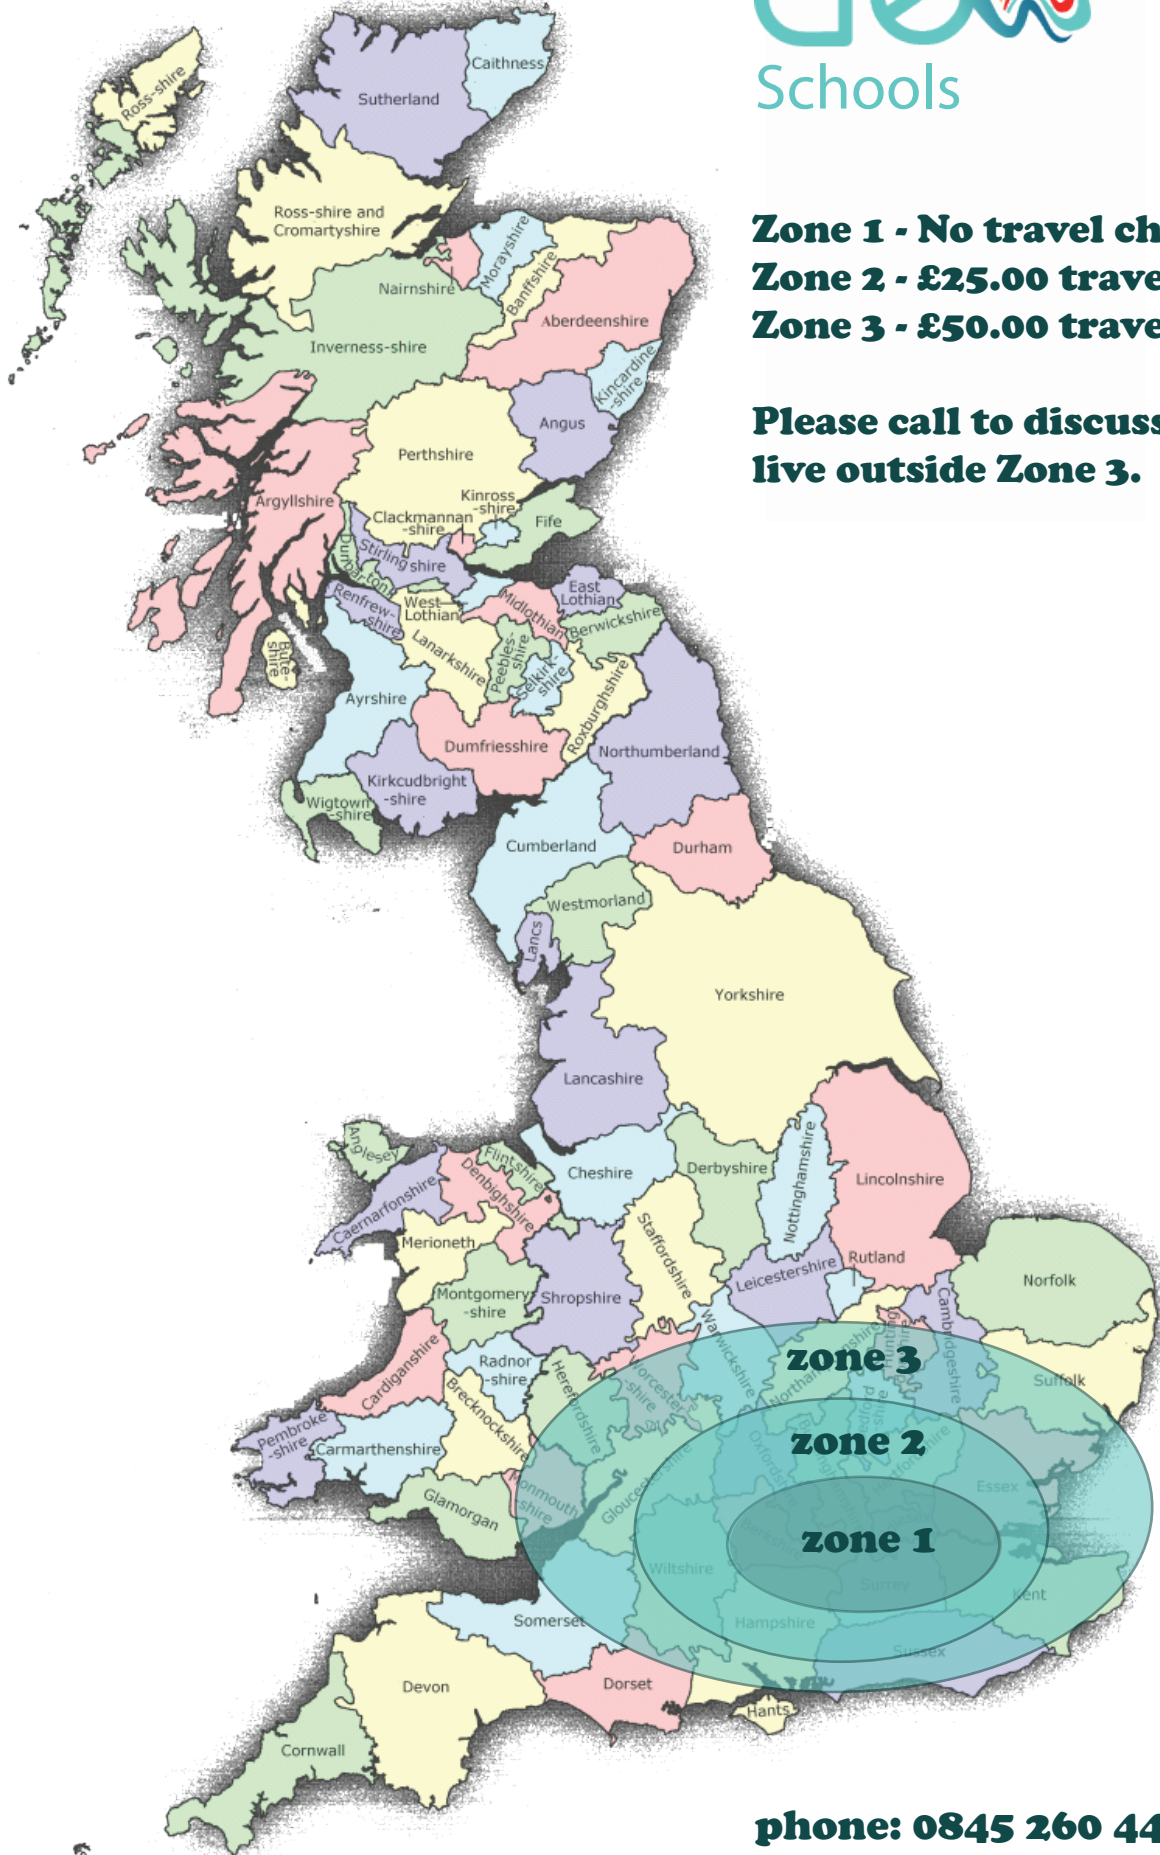 Schools
Zone 1 - No travel ch
Zone 2 - £25.00 trave
Zone 3 - £50.00 trave
Please call to discuss
live outside Zone 3.
Caithness
Sutherland
Ross-shire
Ross-shire and
Cromartyshire
Morayshire
Nairnshire
Banffshire
Aberdeenshire
Inverness-shire
Kincardine
-shire
Angus
Perthshire
Kinross
-shire
Argyllshire
Clackmannan
-shire
Fife
Stirling shire
Dunbarton
East
Lothian
Renfrew-
shire
West
Lothian
Midlothian
Berwickshire
Lanarkshire
Peebles-
shire
Selkirk-
shire
Bute-
shire
Roxburghshire
Ayrshire
Dumfriesshire
Northumberland
Kirkcudbright
-shire
Wigtown
-shire
Cumberland
Durham
Westmorland
Lancs
Yorkshire
Lancashire
Anglesey
Flintshire
Cheshire
Derbyshire
Nottinghamshire
Lincolnshire
Denbighshire
Caernarfonshire
Merioneth
Staffordshire
Leicestershire
Rutland
Norfolk
Montgomery
-shire
Shropshire
Cambridgeshire
Warwickshire
Cardiganshire
Radnor
-shire
Herefordshire
Worcester
-shire
zone 3
Suffolk
Brecknockshire
Pembroke
-shire
Carmarthenshire
zone 2
Glamorgan
Monmouth
-shire
Essex
zone 1
Wiltshire
Surrey
Kent
Somerset
Hampshire
Sussex
Devon
Dorset
Hants
Cornwall
phone: 0845 260 44